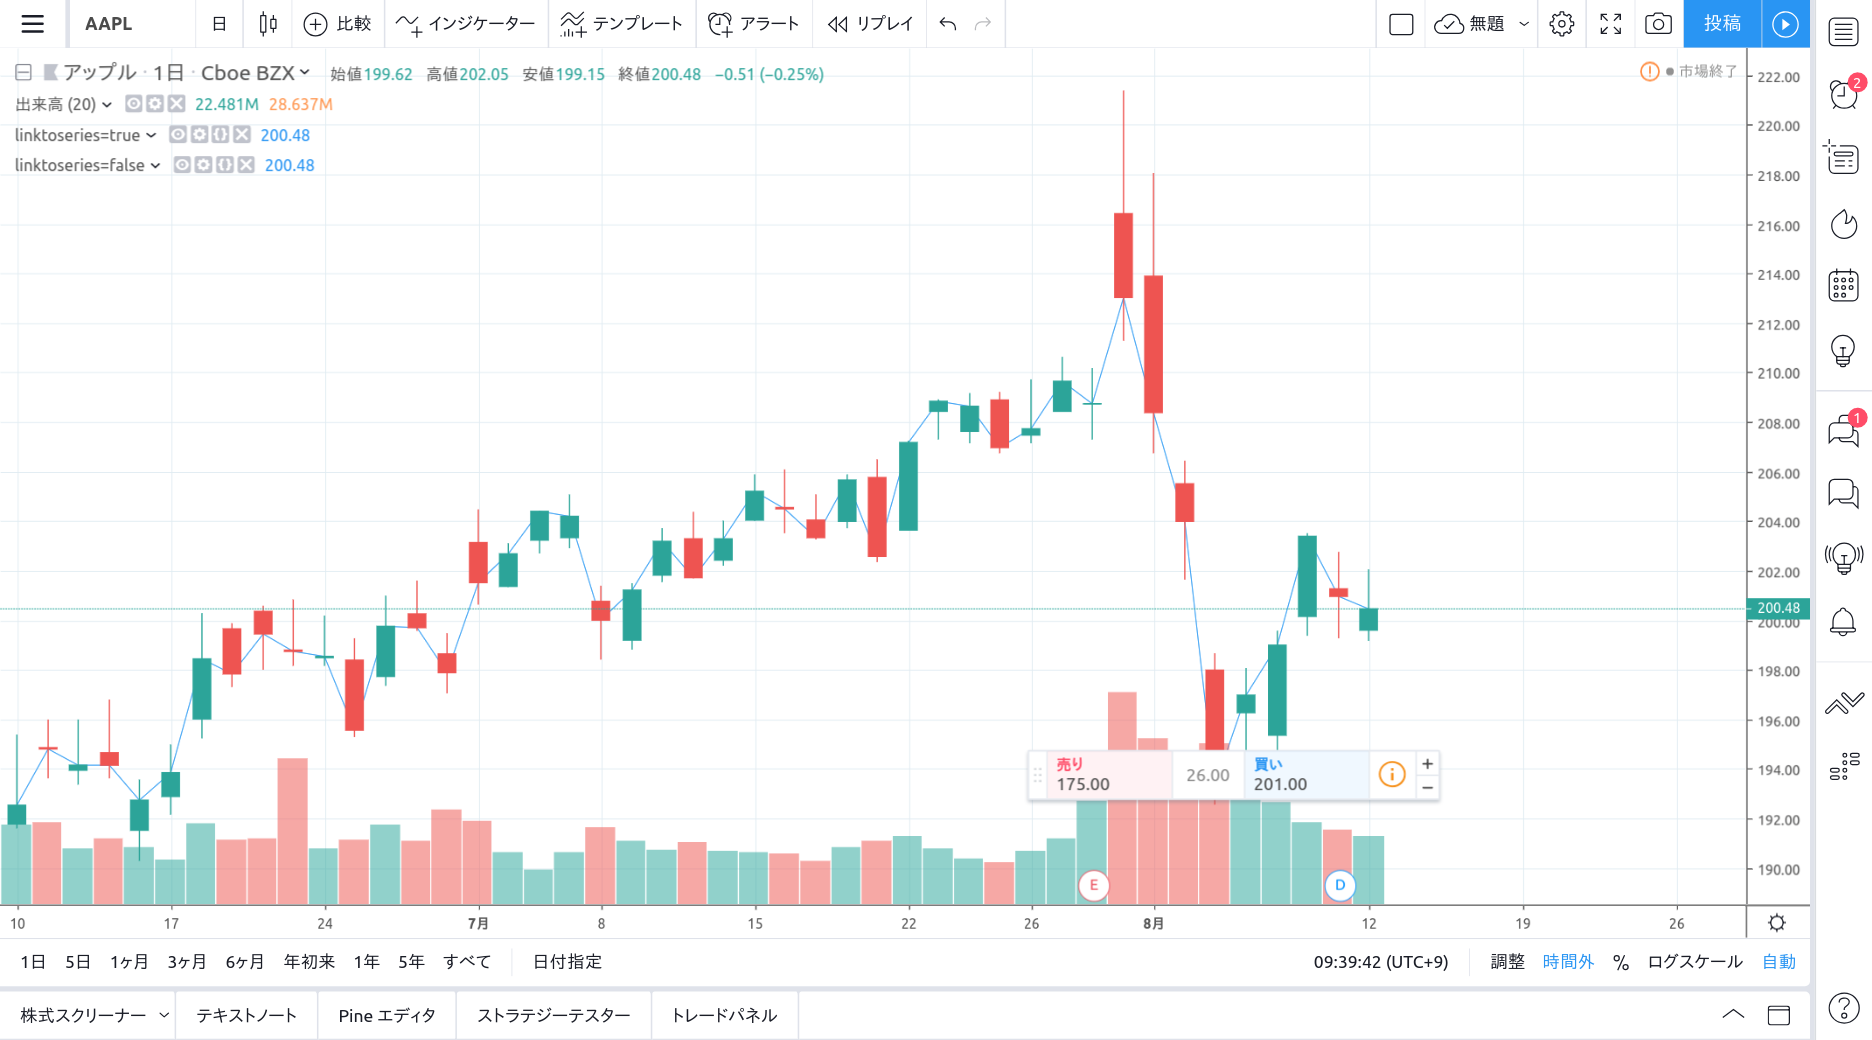 AAPL 日 比較 インジケーター テンプレート アラート リプレイ 無題 投稿
アップル · 1日 · Cboe BZX 始値199.62 高値202.05 安値199.15 終値200.48 −0.51 (−0.25%) 市場終了
出来高 (20) 22.481M 28.637M
linktoseries=true 200.48
linktoseries=false 200.48
222.00
220.00
218.00
216.00
214.00
212.00
210.00
208.00
206.00
204.00
202.00
200.48
200.00
198.00
196.00
194.00
192.00
190.00
2
1
売り 26.00 買い
175.00 201.00
E D
10 17 24 7月 8 15 22 26 8月 12 19 26
1日 5日 1ヶ月 3ヶ月 6ヶ月 年初来 1年 5年 すべて 日付指定 09:39:42 (UTC+9) 調整 時間外 % ログスケール 自動
株式スクリーナー テキストノート Pine エディタ ストラテジーテスター トレードパネル